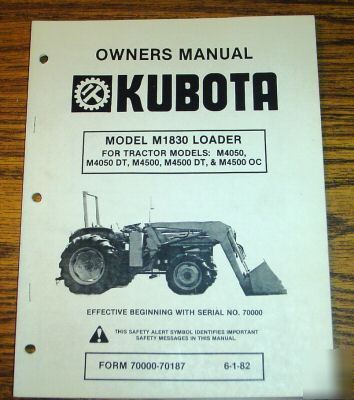 OWNERS MANUAL
KUBOTA
MODEL M1830 LOADER
FOR TRACTOR MODELS: M4050,
M4050 DT, M4500, M4500 DT, & M4500 OC
EFFECTIVE BEGINNING WITH SERIAL NO. 70000
THIS SAFETY ALERT SYMBOL IDENTIFIES IMPORTANT
SAFETY MESSAGES IN THIS MANUAL
FORM 70000-70187 6-1-82